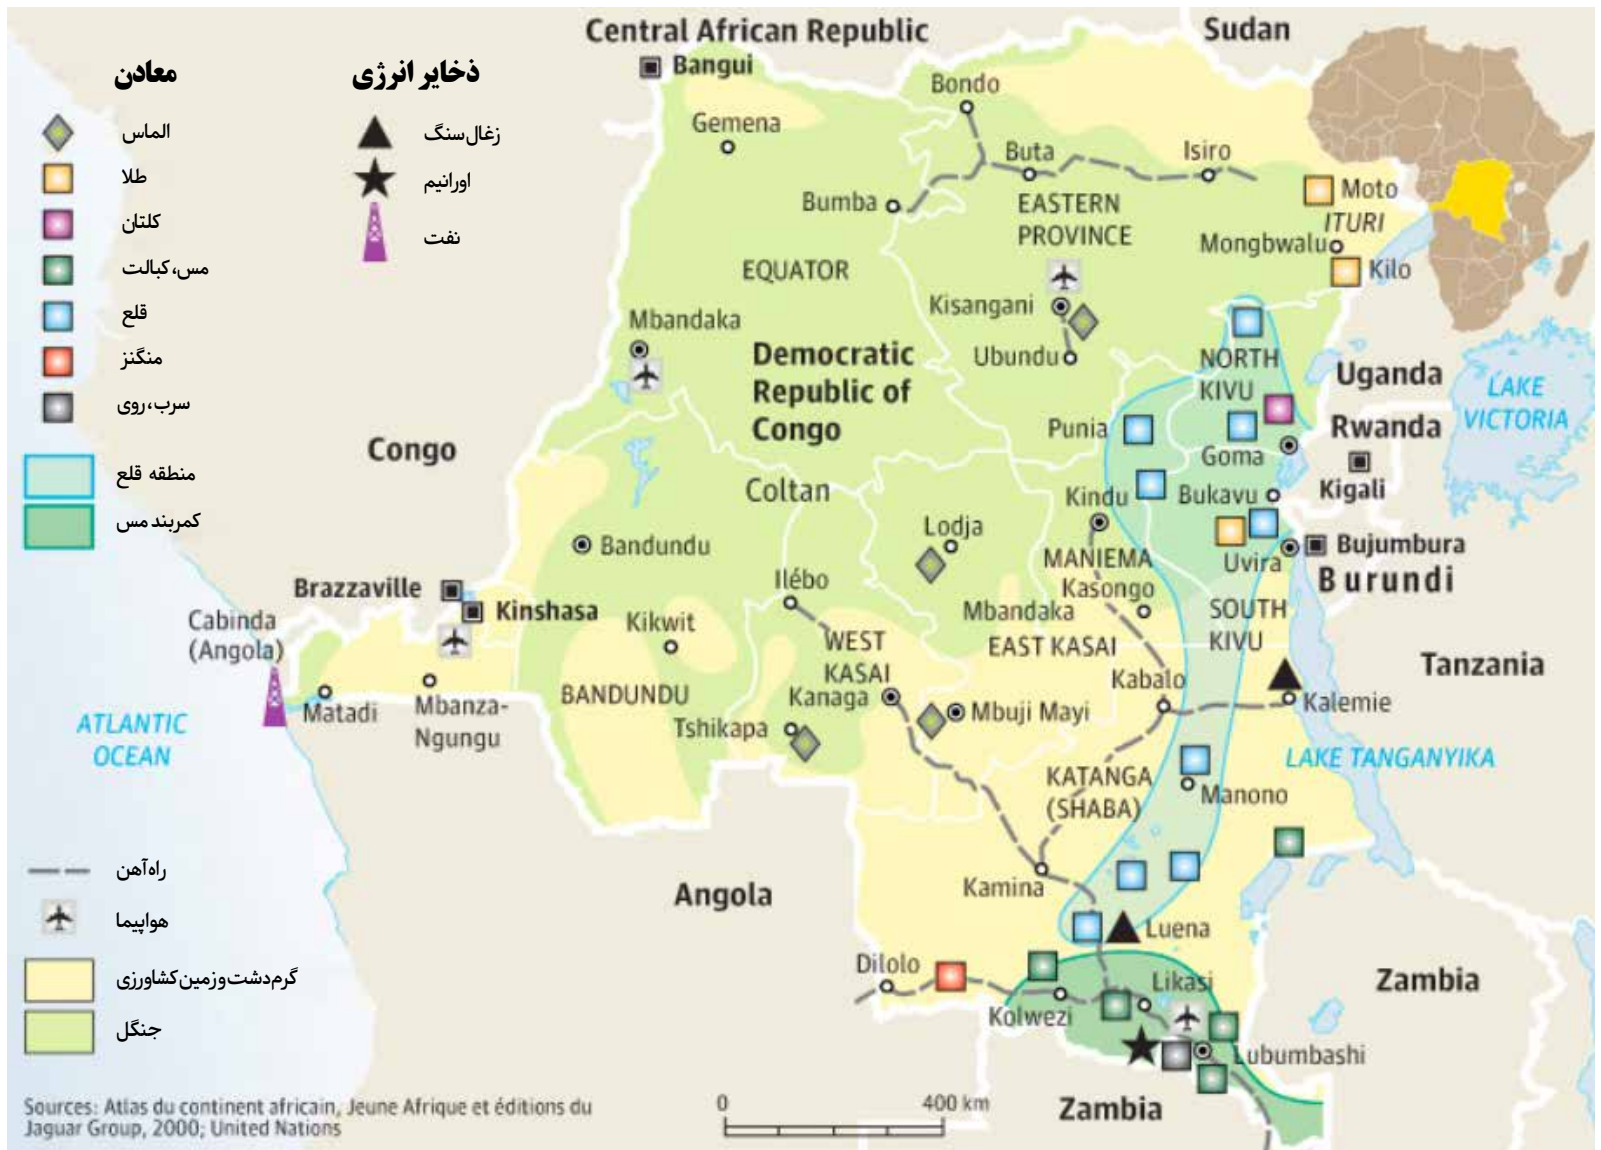 Central African Republic
Sudan
معادن
ذخایر انرژی
Bangui
Bondo
الماس
زغال‌سنگ
Gemena
Buta
Isiro
طلا
اورانیم
Moto
Bumba
EASTERN
PROVINCE
ITURI
کلتان
نفت
Mongbwalu
مس، کبالت
EQUATOR
Kilo
قلع
Kisangani
Mbandaka
منگنز
Democratic
Republic of
Congo
Ubundu
NORTH
KIVU
Uganda
LAKE
VICTORIA
سرب، روی
Punia
Rwanda
Congo
Goma
منطقه قلع
Coltan
Kindu
Bukavu
Kigali
کمربند مس
Lodja
Bandundu
MANIEMA
Uvira
Bujumbura
Burundi
Brazzaville
Ilébo
Kasongo
Kinshasa
Mbandaka
SOUTH
KIVU
Cabinda
(Angola)
Kikwit
WEST
KASAI
EAST KASAI
Tanzania
BANDUNDU
Kanaga
Kabalo
Matadi
Mbanza-
Ngungu
Mbuji Mayi
Kalemie
ATLANTIC
OCEAN
Tshikapa
LAKE TANGANYIKA
KATANGA
(SHABA)
Manono
راه‌آهن
Angola
Kamina
هواپیما
Luena
گرم‌دشت و زمین کشاورزی
Dilolo
Likasi
Zambia
جنگل
Kolwezi
Lubumbashi
Sources: Atlas du continent africain, Jeune Afrique et éditions du
Jaguar Group, 2000; United Nations
0
400 km
Zambia